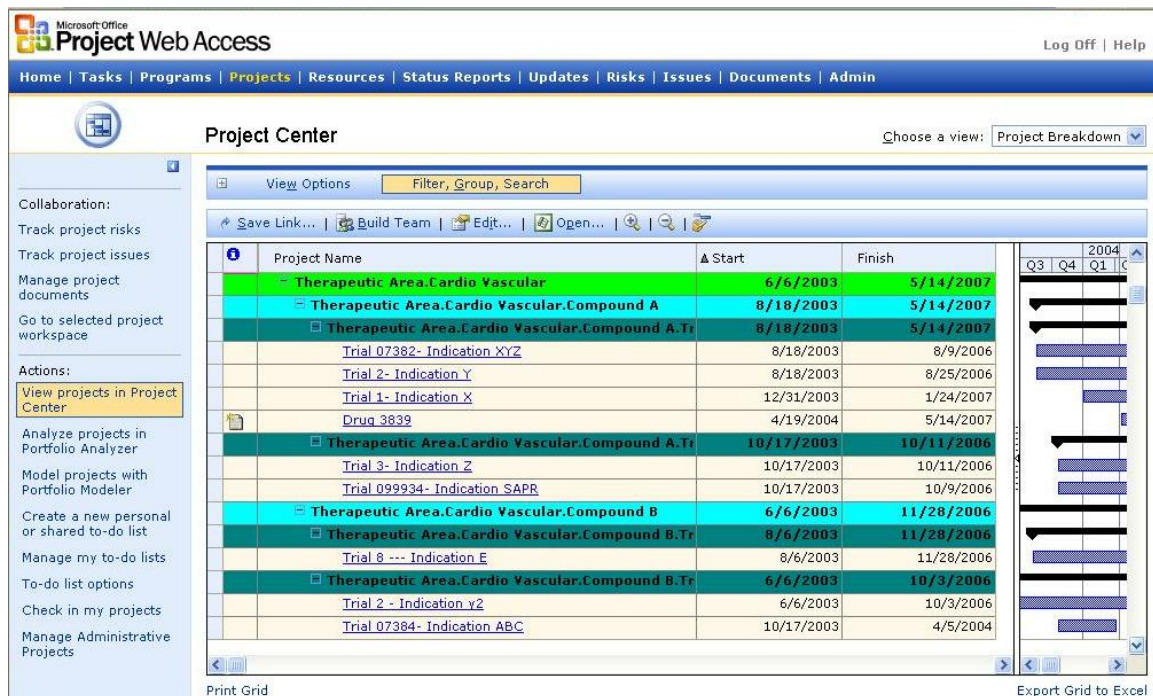 Microsoft Office
Project Web Access
Log Off | Help
Home | Tasks | Programs | Projects | Resources | Status Reports | Updates | Risks | Issues | Documents | Admin
Project Center
Choose a view: Project Breakdown
View Options Filter, Group, Search
Save Link... | Build Team | Edit... | Open...
Collaboration:
Track project risks
Track project issues
Manage project
documents
Go to selected project
workspace
Actions:
View projects in Project
Center
Analyze projects in
Portfolio Analyzer
Model projects with
Portfolio Modeler
Create a new personal
or shared to-do list
Manage my to-do lists
To-do list options
Check in my projects
Manage Administrative
Projects
Project Name Start Finish
2004
Q3 Q4 Q1
Therapeutic Area.Cardio Vascular 6/6/2003 5/14/2007
Therapeutic Area.Cardio Vascular.Compound A 8/18/2003 5/14/2007
Therapeutic Area.Cardio Vascular.Compound A.Tr 8/18/2003 5/14/2007
Trial 07382- Indication XYZ 8/18/2003 8/9/2006
Trial 2- Indication Y 8/18/2003 8/25/2006
Trial 1- Indication X 12/31/2003 1/24/2007
Drug 3839 4/19/2004 5/14/2007
Therapeutic Area.Cardio Vascular.Compound A.Tr 10/17/2003 10/11/2006
Trial 3- Indication Z 10/17/2003 10/11/2006
Trial 099934- Indication SAPR 10/17/2003 10/9/2006
Therapeutic Area.Cardio Vascular.Compound B 6/6/2003 11/28/2006
Therapeutic Area.Cardio Vascular.Compound B.Tr 8/6/2003 11/28/2006
Trial 8 --- Indication E 8/6/2003 11/28/2006
Therapeutic Area.Cardio Vascular.Compound B.Tr 6/6/2003 10/3/2006
Trial 2 - Indication y2 6/6/2003 10/3/2006
Trial 07384- Indication ABC 10/17/2003 4/5/2004
Print Grid
Export Grid to Excel